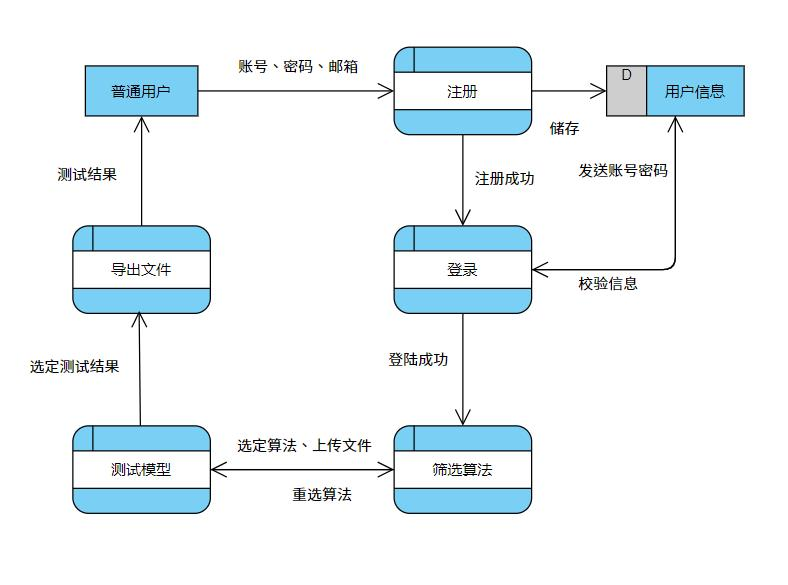 账号、密码、邮箱
普通用户
注册
D
用户信息
储存
测试结果
注册成功
发送账号密码
导出文件
登录
校验信息
选定测试结果
登陆成功
选定算法、上传文件
测试模型
筛选算法
重选算法